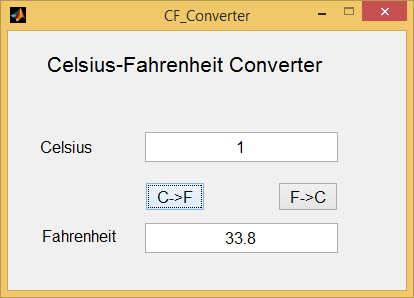 CF_Converter
Celsius-Fahrenheit Converter
Celsius 1
C->F F->C
Fahrenheit 33.8